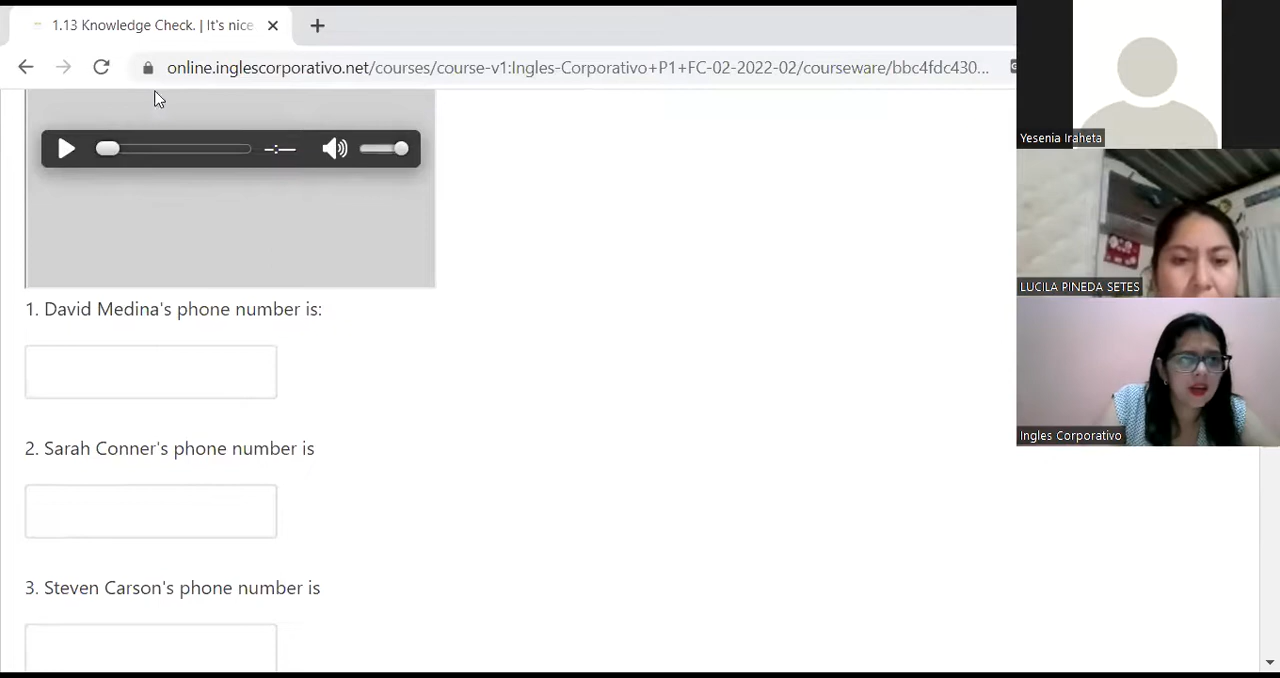 1.13 Knowledge Check. | It's nice
online.inglescorporativo.net/courses/course-v1:Ingles-Corporativo+P1+FC-02-2022-02/courseware/bbc4fdc430...
Yesenia Iraheta
-:--
LUCILA PINEDA SETES
1. David Medina's phone number is:
Ingles Corporativo
2. Sarah Conner's phone number is
3. Steven Carson's phone number is